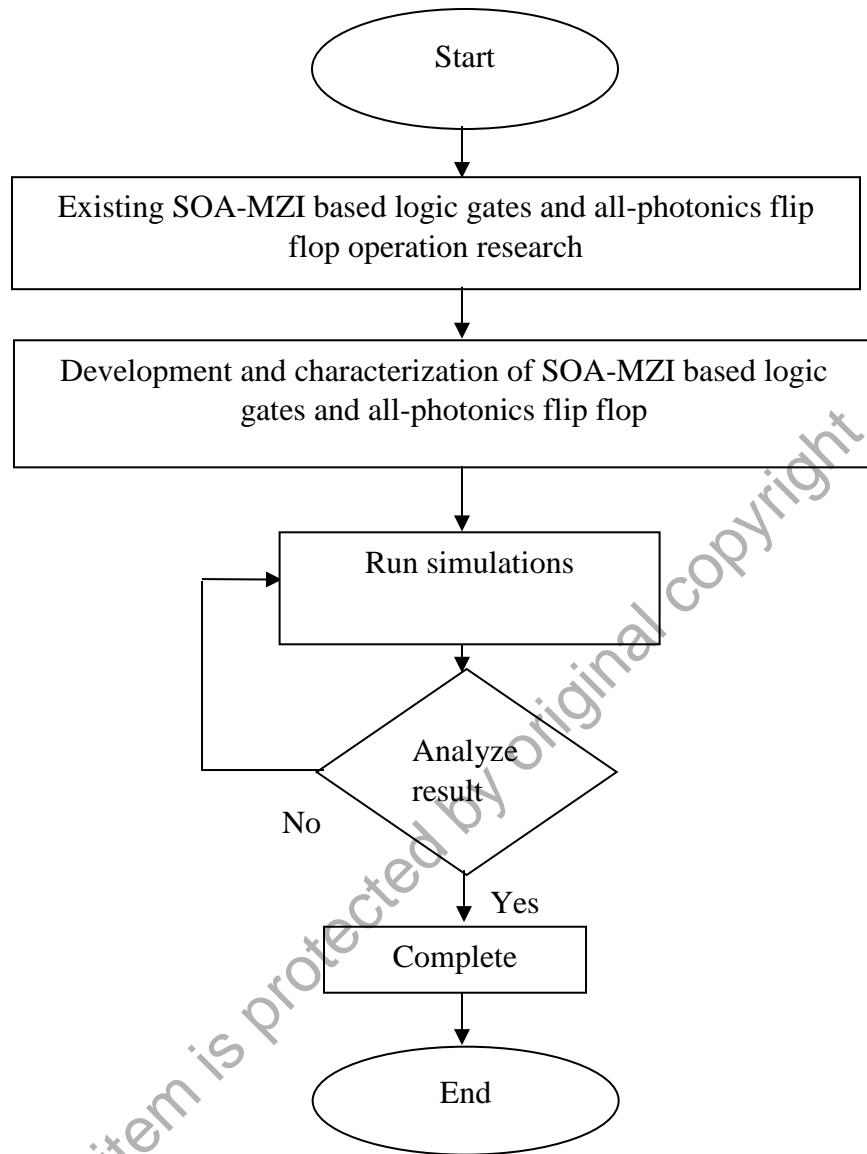 Start
Existing SOA-MZI based logic gates and all-photonics flip
flop operation research
Development and characterization of SOA-MZI based logic
gates and all-photonics flip flop
Run simulations
Analyze
result
No
Yes
Complete
End
item is protected by original copyright